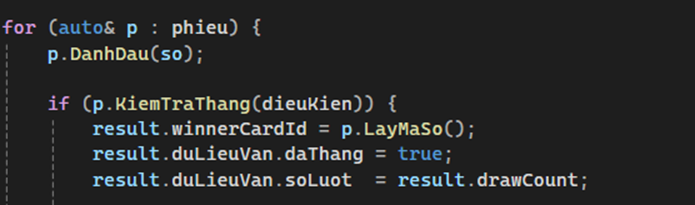 for (auto& p : phieu) {
    p.DanhDau(so);
    if (p.KiemTraThang(dieuKien)) {
        result.winnerCardId = p.LayMaSo();
        result.duLieuVan.daThang = true;
        result.duLieuVan.soLuot  = result.drawCount;